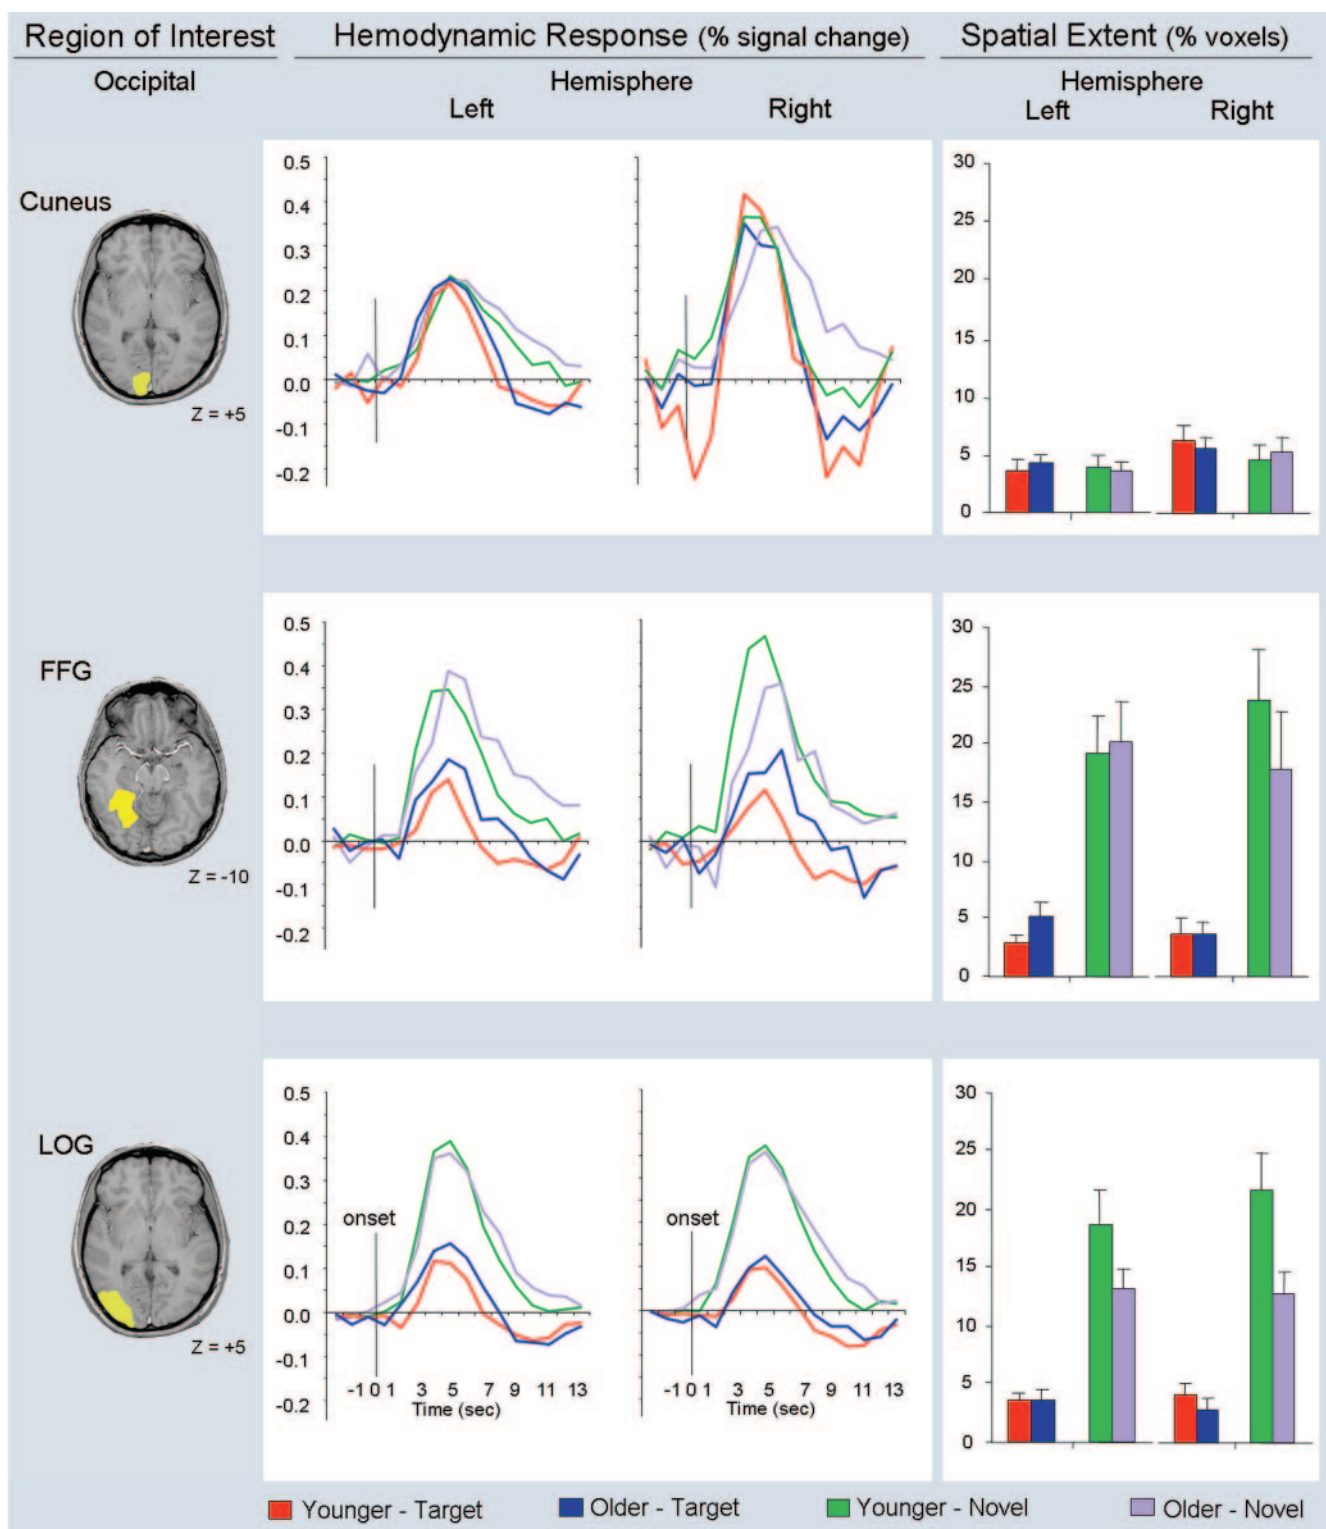 Region of Interest
Hemodynamic Response (% signal change)
Spatial Extent (% voxels)
Occipital
Hemisphere
Hemisphere
Left
Right
Left
Right
Cuneus
Z = +5
0.5
0.4
0.3
0.2
0.1
0.0
-0.1
-0.2
30
25
20
15
10
5
0
FFG
Z = -10
0.5
0.4
0.3
0.2
0.1
0.0
-0.1
-0.2
30
25
20
15
10
5
0
LOG
Z = +5
0.5
0.4
0.3
0.2
0.1
0.0
-0.1
-0.2
onset
-1 0 1 3 5 7 9 11 13
Time (sec)
onset
-1 0 1 3 5 7 9 11 13
Time (sec)
30
25
20
15
10
5
0
Younger - Target
Older - Target
Younger - Novel
Older - Novel